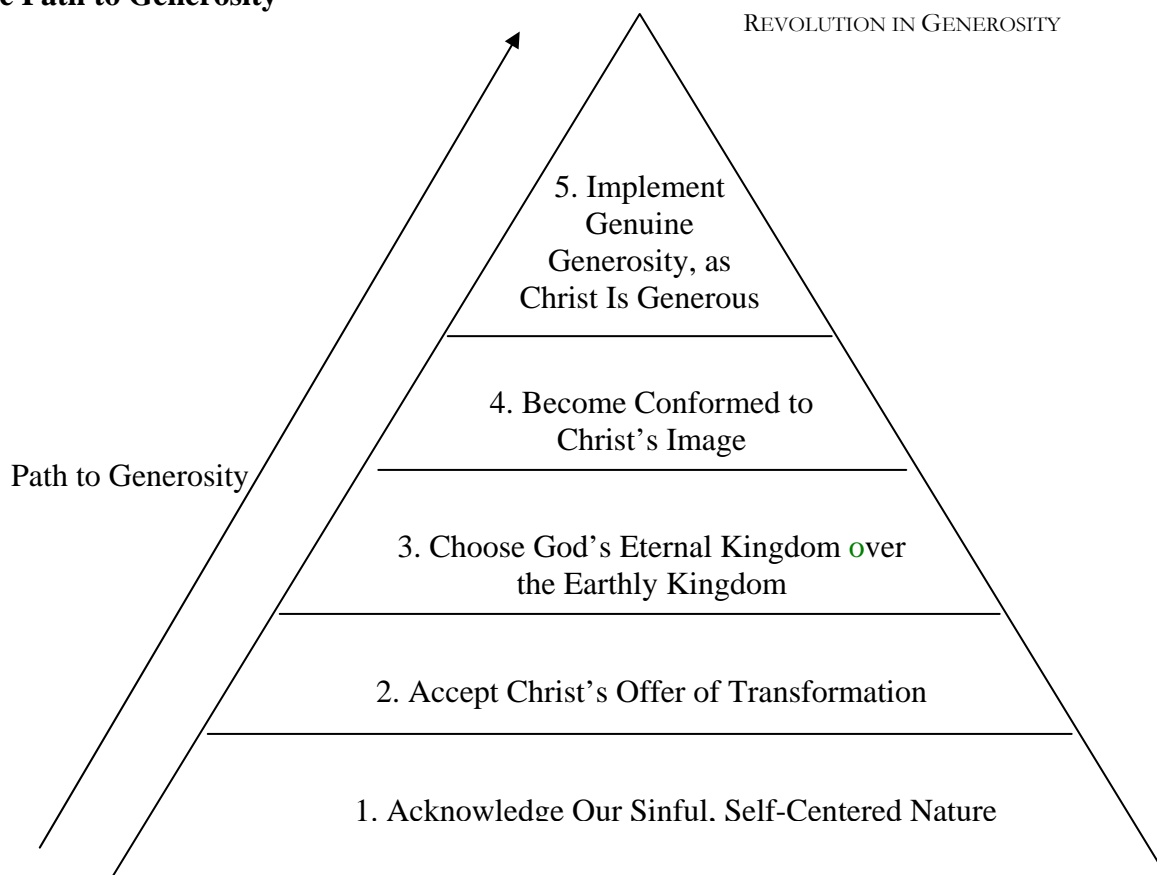 Path to Generosity
REVOLUTION IN GENEROSITY
5. Implement
Genuine
Generosity, as
Christ Is Generous
4. Become Conformed to
Christ’s Image
Path to Generosity
3. Choose God’s Eternal Kingdom over
the Earthly Kingdom
2. Accept Christ’s Offer of Transformation
1. Acknowledge Our Sinful, Self-Centered Nature